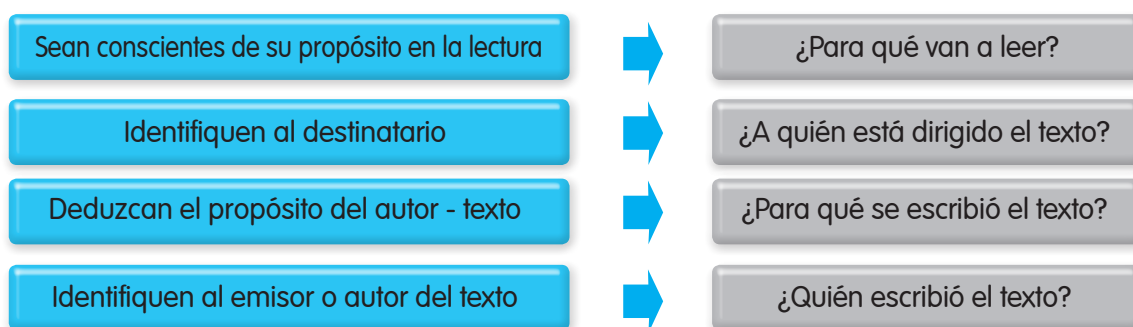 Sean conscientes de su propósito en la lectura
¿Para qué van a leer?
Identifiquen al destinatario
¿A quién está dirigido el texto?
Deduzcan el propósito del autor - texto
¿Para qué se escribió el texto?
Identifiquen al emisor o autor del texto
¿Quién escribió el texto?